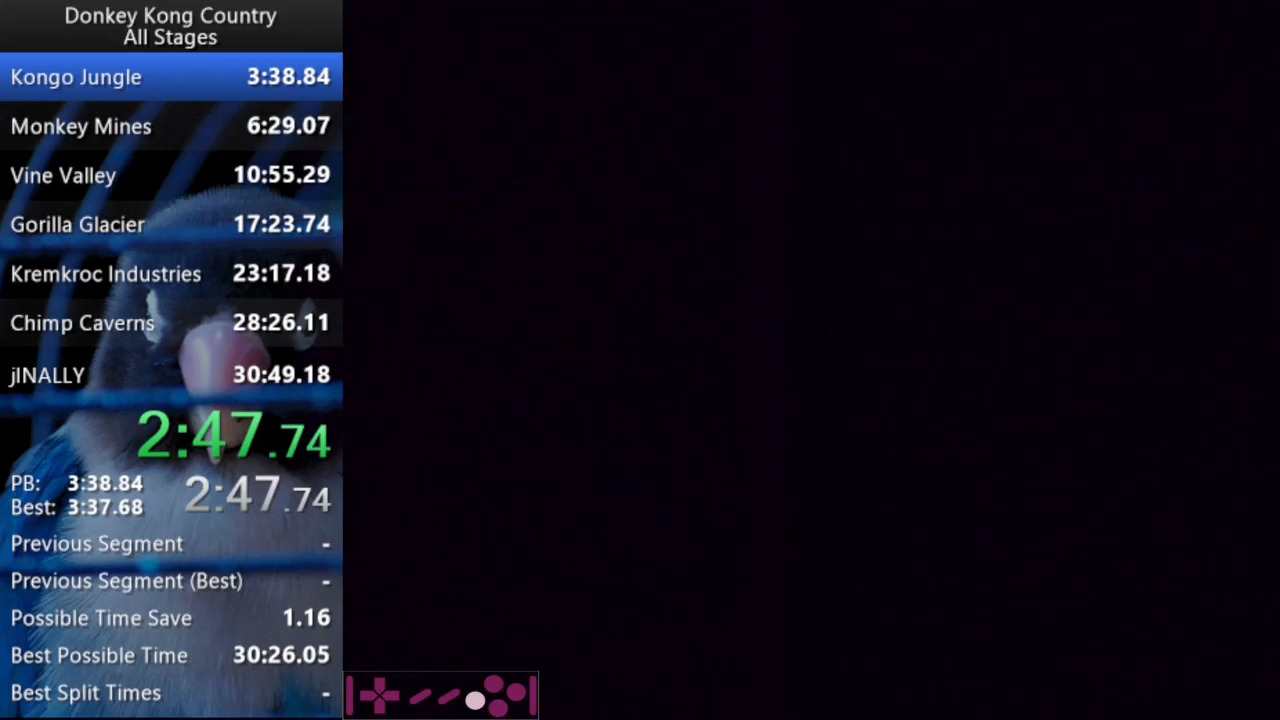 Donkey Kong Country
All Stages
Kongo Jungle 3:38.84
Monkey Mines 6:29.07
Vine Valley 10:55.29
Gorilla Glacier 17:23.74
Kremkroc Industries 23:17.18
Chimp Caverns 28:26.11
jINALLY 30:49.18
2:47.74
PB: 3:38.84 2:47.74
Best: 3:37.68
Previous Segment -
Previous Segment (Best) -
Possible Time Save 1.16
Best Possible Time 30:26.05
Best Split Times -